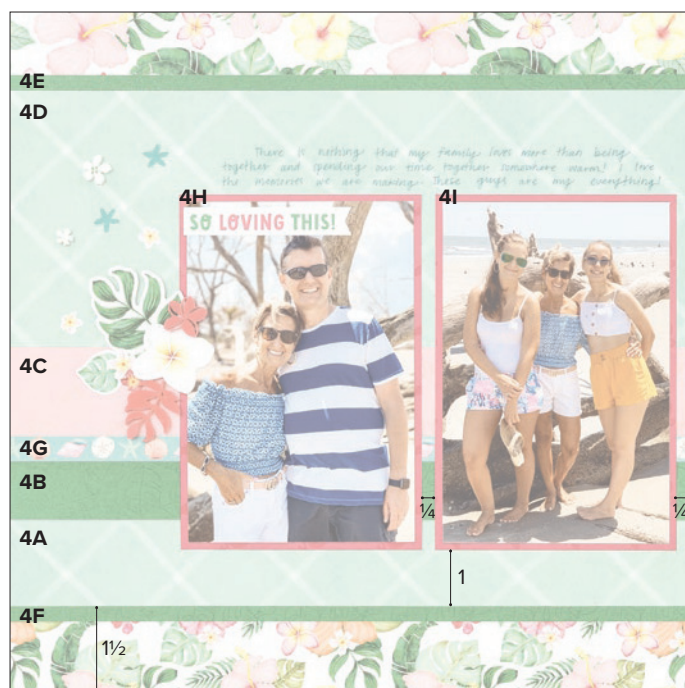 4E
4D
There is nothing that my family loves more than being
together and spending our time together somewhere warm! I love
the memories we are making. These guys are my everything!
4H
4I
SO LOVING THIS!
4C
4G
4B
¼
¼
4A
1
4F
1½